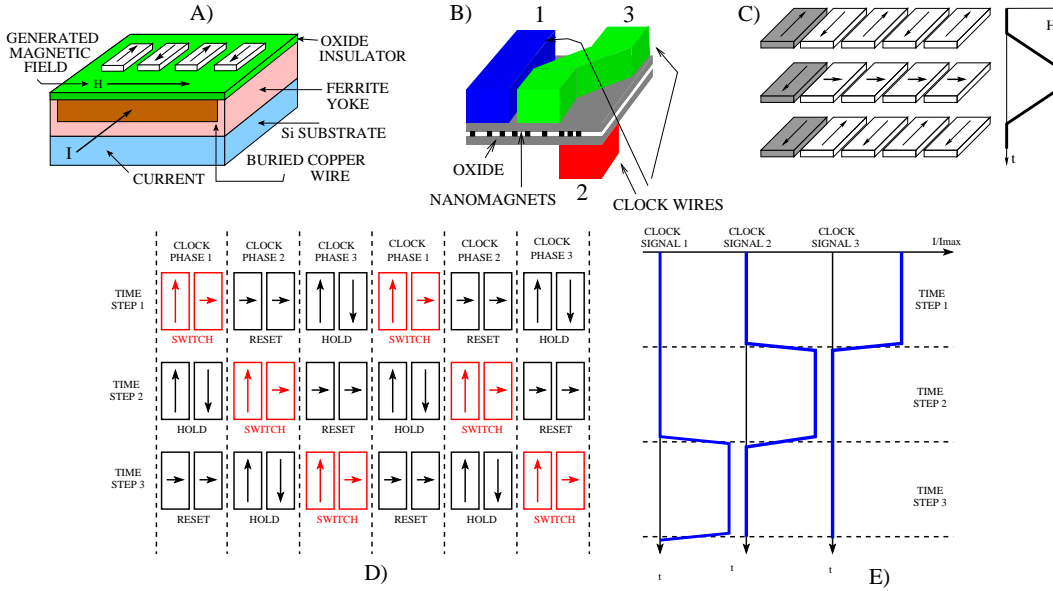 A)
GENERATED
MAGNETIC
FIELD
H
OXIDE
INSULATOR
FERRITE
YOKE
Si SUBSTRATE
I
BURIED COPPER
WIRE
CURRENT
B)
1
3
OXIDE
NANOMAGNETS
2
CLOCK WIRES
C)
H
t
CLOCK
PHASE 1
CLOCK
PHASE 2
CLOCK
PHASE 3
CLOCK
PHASE 1
CLOCK
PHASE 2
CLOCK
PHASE 3
TIME
STEP 1
SWITCH
RESET
HOLD
SWITCH
RESET
HOLD
TIME
STEP 2
HOLD
SWITCH
RESET
HOLD
SWITCH
RESET
TIME
STEP 3
RESET
HOLD
SWITCH
RESET
HOLD
SWITCH
D)
CLOCK
SIGNAL 1
CLOCK
SIGNAL 2
CLOCK
SIGNAL 3
I/Imax
TIME
STEP 1
TIME
STEP 2
TIME
STEP 3
t
t
t
E)